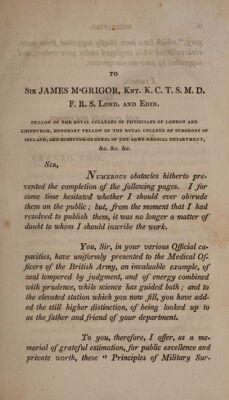 TO
SIR JAMES M'GRIGOR, KNT. K. C. T. S. M. D.
F. R. S. LOND. AND EDIN.
FELLOW OF THE ROYAL COLLEGES OF PHYSICIANS OF LONDON AND
EDINBURGH, HONORARY FELLOW OF THE ROYAL COLLEGE OF SURGEONS OF
IRELAND, AND DIRECTOR-GENERAL OF THE ARMY MEDICAL DEPARTMENT,
&c. &c. &c.
SIR,
NUMEROUS obstacles hitherto pre-
vented the completion of the following pages. I for
some time hesitated whether I should ever obtrude
them on the public; but, from the moment that I had
resolved to publish them, it was no longer a matter of
doubt to whom I should inscribe the work.
You, Sir, in your various Official ca-
pacities, have uniformly presented to the Medical Of-
ficers of the British Army, an invaluable example, of
zeal tempered by judgment, and of energy combined
with prudence, while science has guided both; and to
the elevated station which you now fill, you have add-
ed the still higher distinction, of being looked up to
as the father and friend of your department.
To you, therefore, I offer, as a me-
morial of grateful estimation, for public excellence and
private worth, these "Principles of Military Sur-